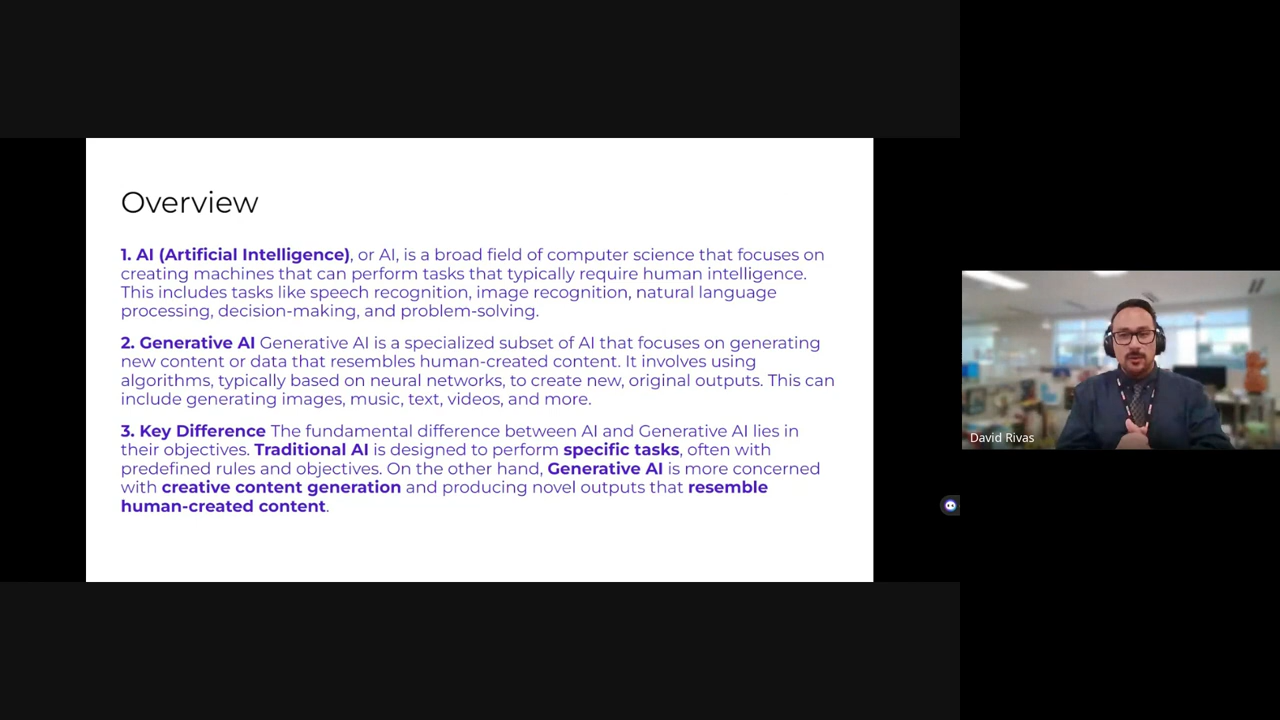 Overview
1. AI (Artificial Intelligence), or AI, is a broad field of computer science that focuses on
creating machines that can perform tasks that typically require human intelligence.
This includes tasks like speech recognition, image recognition, natural language
processing, decision-making, and problem-solving.
2. Generative AI Generative AI is a specialized subset of AI that focuses on generating
new content or data that resembles human-created content. It involves using
algorithms, typically based on neural networks, to create new, original outputs. This can
include generating images, music, text, videos, and more.
3. Key Difference The fundamental difference between AI and Generative AI lies in
their objectives. Traditional AI is designed to perform specific tasks, often with
predefined rules and objectives. On the other hand, Generative AI is more concerned
with creative content generation and producing novel outputs that resemble
human-created content.
David Rivas